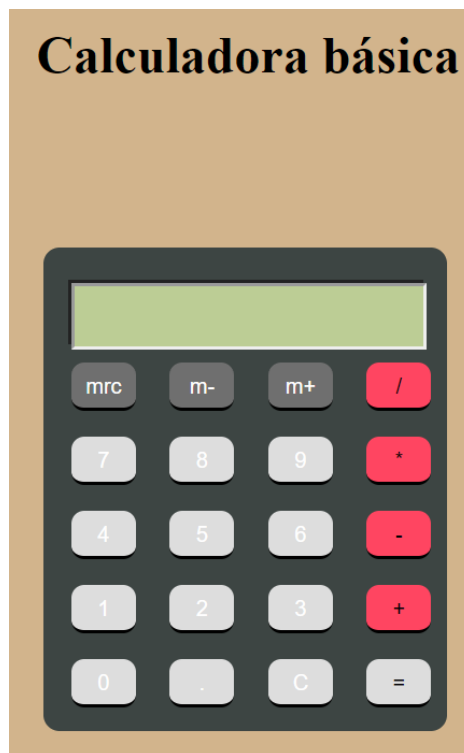 Calculadora básica
mrc m- m+ /
7 8 9 *
4 5 6 -
1 2 3 +
0 . C =